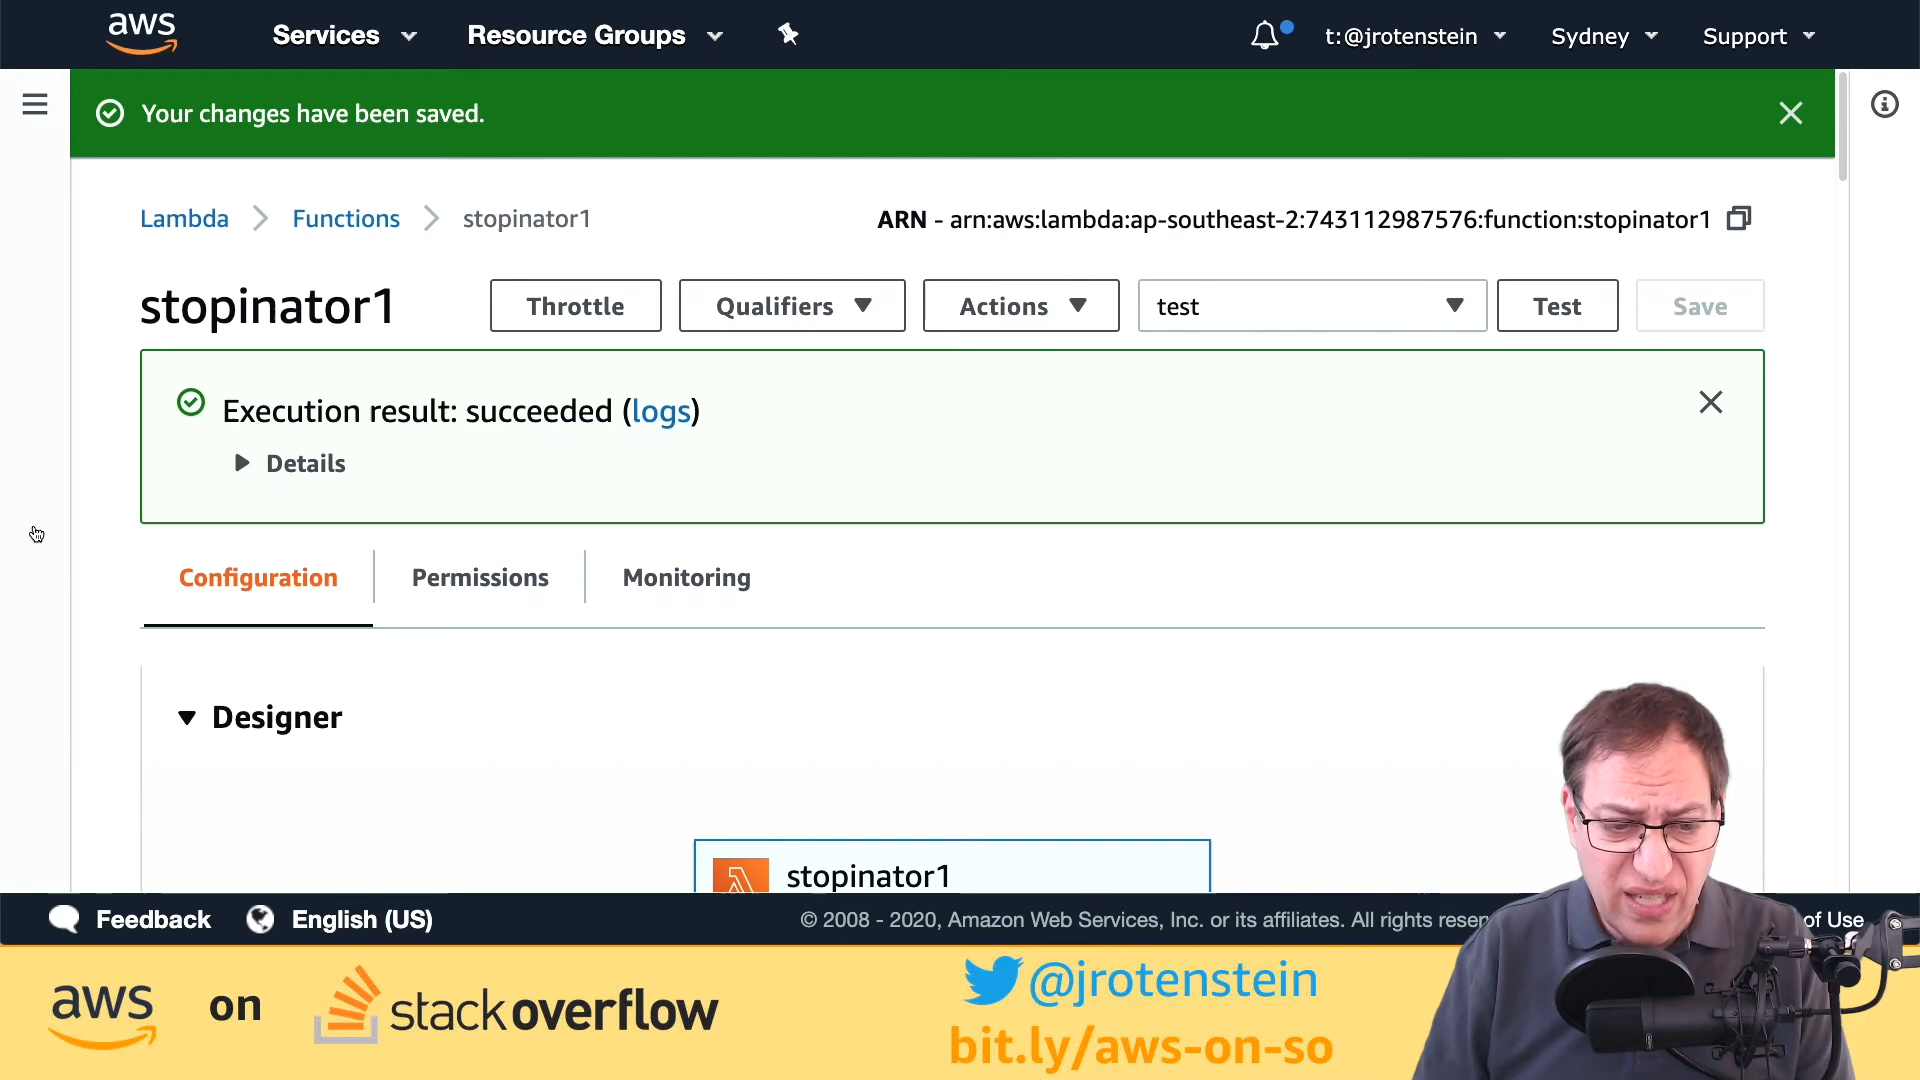 aws Services Resource Groups t:@jrotenstein Sydney Support
Your changes have been saved.
Lambda Functions stopinator1 ARN - arn:aws:lambda:ap-southeast-2:743112987576:function:stopinator1
stopinator1 Throttle Qualifiers Actions test Test Save
Execution result: succeeded (logs)
Details
Configuration Permissions Monitoring
Designer
stopinator1
Feedback English (US) © 2008 - 2020, Amazon Web Services, Inc. or its affiliates. All rights reser of Use
aws on stackoverflow @jrotenstein
bit.ly/aws-on-so